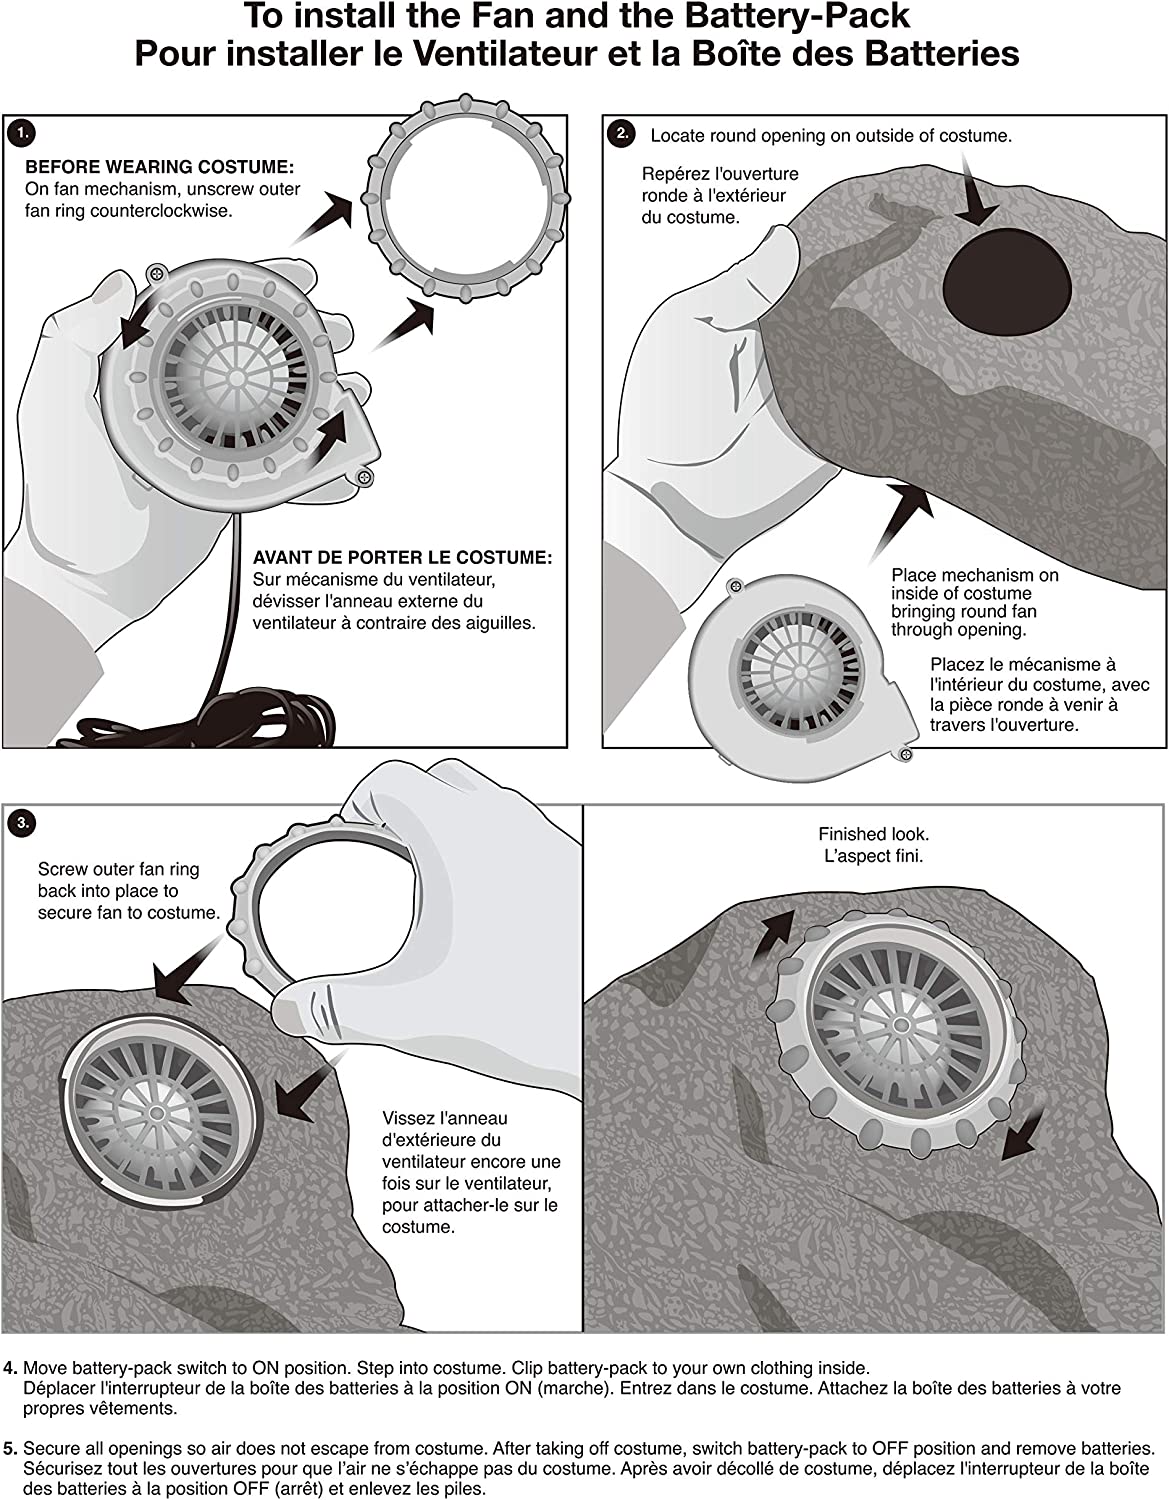 To install the Fan and the Battery-Pack
Pour installer le Ventilateur et la Boîte des Batteries
1.
BEFORE WEARING COSTUME:
On fan mechanism, unscrew outer
fan ring counterclockwise.
AVANT DE PORTER LE COSTUME:
Sur mécanisme du ventilateur,
dévisser l'anneau externe du
ventilateur à contraire des aiguilles.
2.
Locate round opening on outside of costume.
Repérez l'ouverture
ronde à l'extérieur
du costume.
Place mechanism on
inside of costume
bringing round fan
through opening.
Placez le mécanisme à
l'intérieur du costume, avec
la pièce ronde à venir à
travers l'ouverture.
3.
Screw outer fan ring
back into place to
secure fan to costume.
Vissez l'anneau
d'extérieure du
ventilateur encore une
fois sur le ventilateur,
pour attacher-le sur le
costume.
Finished look.
L'aspect fini.
4. Move battery-pack switch to ON position. Step into costume. Clip battery-pack to your own clothing inside.
Déplacer l'interrupteur de la boîte des batteries à la position ON (marche). Entrez dans le costume. Attachez la boîte des batteries à votre
propres vêtements.
5. Secure all openings so air does not escape from costume. After taking off costume, switch battery-pack to OFF position and remove batteries.
Sécurisez tout les ouvertures pour que l’air ne s’échappe pas du costume. Après avoir décollé de costume, déplacez l'interrupteur de la boîte
des batteries à la position OFF (arrêt) et enlevez les piles.